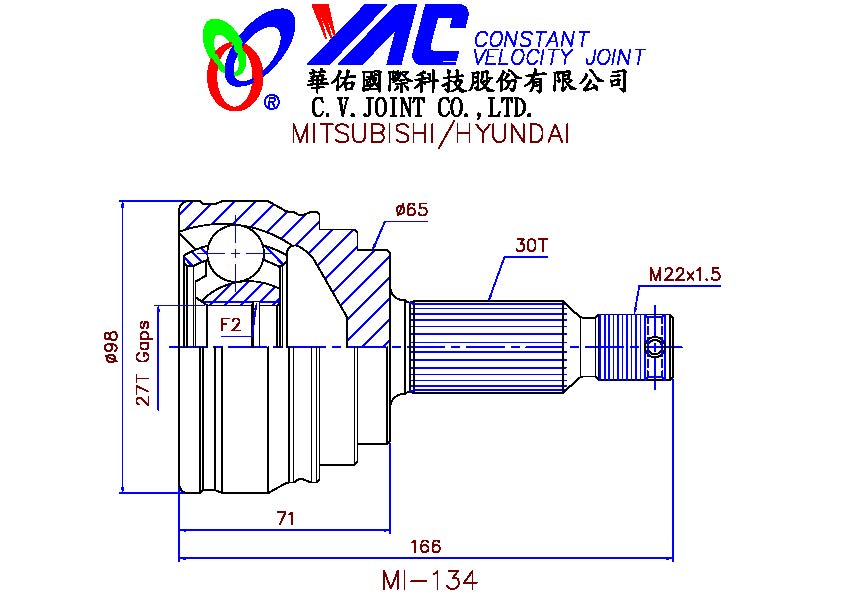 YAC CONSTANT
VELOCITY JOINT
®
華佑國際科技股份有限公司
C.V.JOINT CO.,LTD.
MITSUBISHI/HYUNDAI
ø65
30T
M22x1.5
F2
ø98
27T Gaps
71
166
MI-134